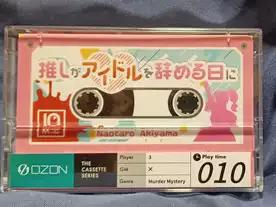 推しがアイドルを辞める日に
Naotaro Akiyama
OZON
THE
CASSETTE
SERIES
Player 3
GM ✕
Genre Murder Mystery
Play time
010